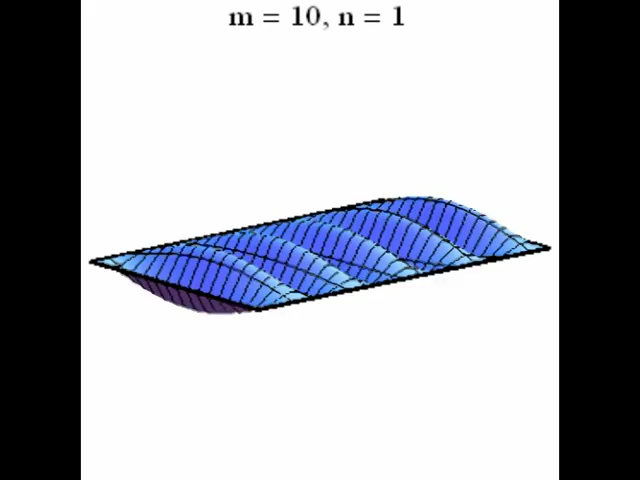 m = 10, n = 1